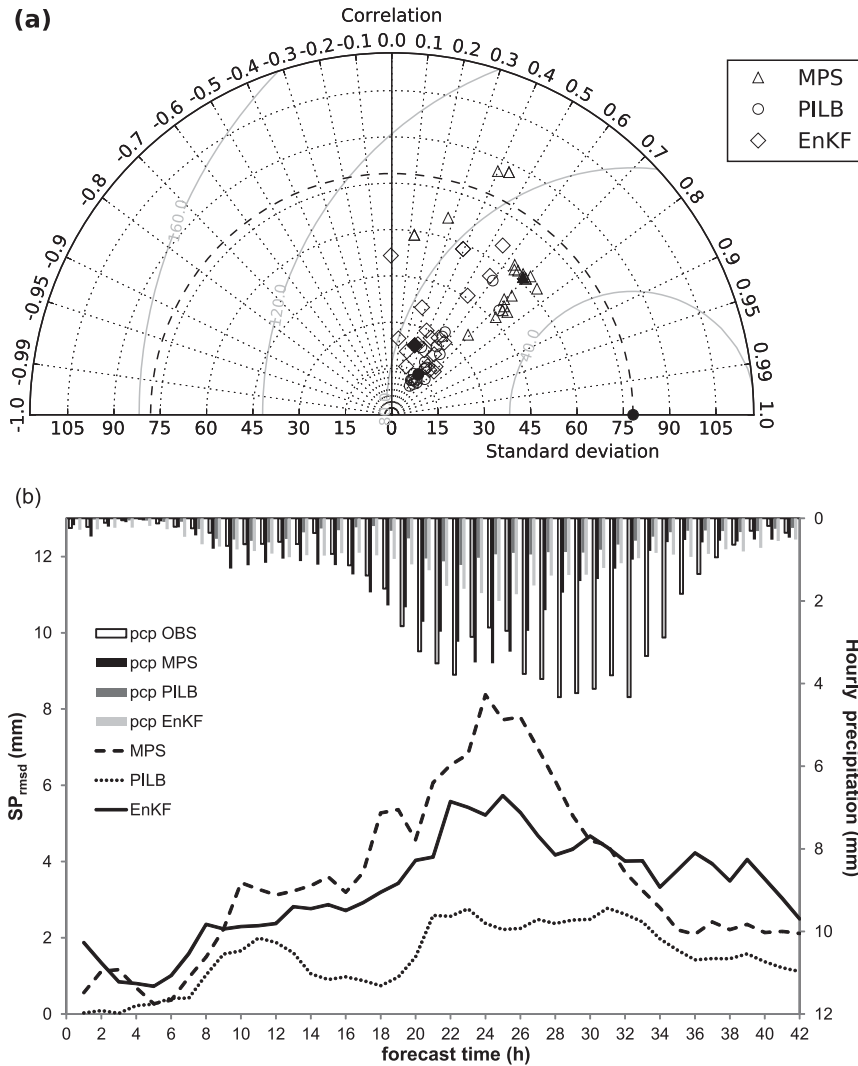 (a)
Correlation
-1.0 -0.99 -0.95 -0.9 -0.8 -0.7 -0.6 -0.5 -0.4 -0.3 -0.2 -0.1 0.0 0.1 0.2 0.3 0.4 0.5 0.6 0.7 0.8 0.9 0.95 0.99 1.0
MPS
PILB
EnKF
160.0
120.0
40.0
105 90 75 60 45 30 15 0 15 30 45 60 75 90 105
Standard deviation
(b)
12
10
8
6
4
2
0
SPrmsd (mm)
pcp OBS
pcp MPS
pcp PILB
pcp EnKF
MPS
PILB
EnKF
0
2
4
6
8
10
12
Hourly precipitation (mm)
0 2 4 6 8 10 12 14 16 18 20 22 24 26 28 30 32 34 36 38 40 42
forecast time (h)